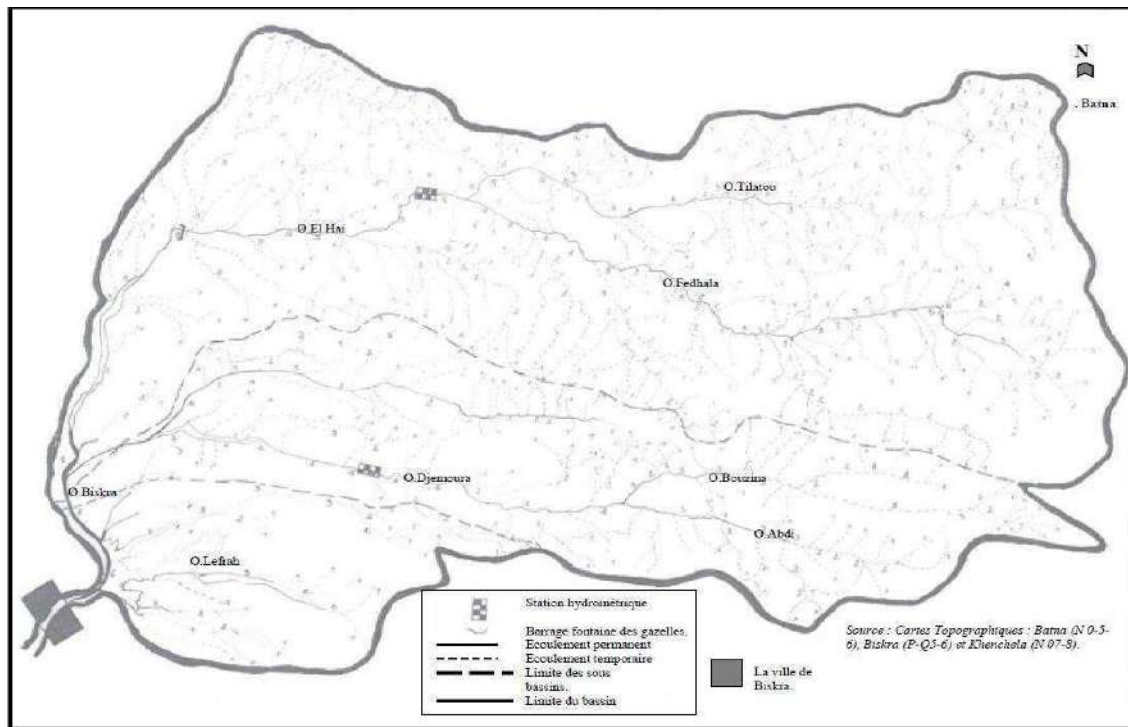 N
. Batna
O.Tilatou
O.El Hai
O.Fedhala
O.Djemoura
O.Bouzina
O.Biskra
O.Abdi
O.Lefrah
Station hydrométrique
Barrage fontaine des gazelles.
Ecoulement permanent
Ecoulement temporaire
Limite des sous
bassins.
Limite du bassin
La ville de
Biskra.
Source : Cartes Topographiques : Batna (N 0-5-
6), Biskra (P-Q5-6) et Khenchela (N 07-8).